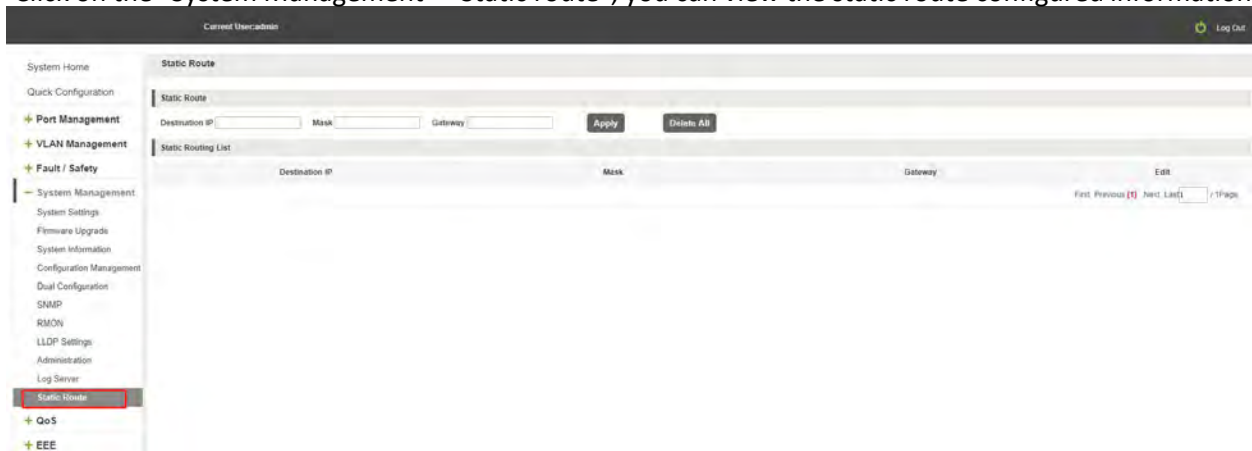 Click on the "System Management" "Static route", you can view the static route configured information
Current User:admin
Log Out
System Home
Quick Configuration
+ Port Management
+ VLAN Management
+ Fault / Safety
− System Management
System Settings
Firmware Upgrade
System Information
Configuration Management
Dual Configuration
SNMP
RMON
LLDP Settings
Administration
Log Server
Static Route
+ QoS
+ EEE
Static Route
Static Route
Destination IP Mask Gateway Apply Delete All
Static Routing List
Destination IP Mask Gateway Edit
First Previous [1] Next Last 1 / 1Page